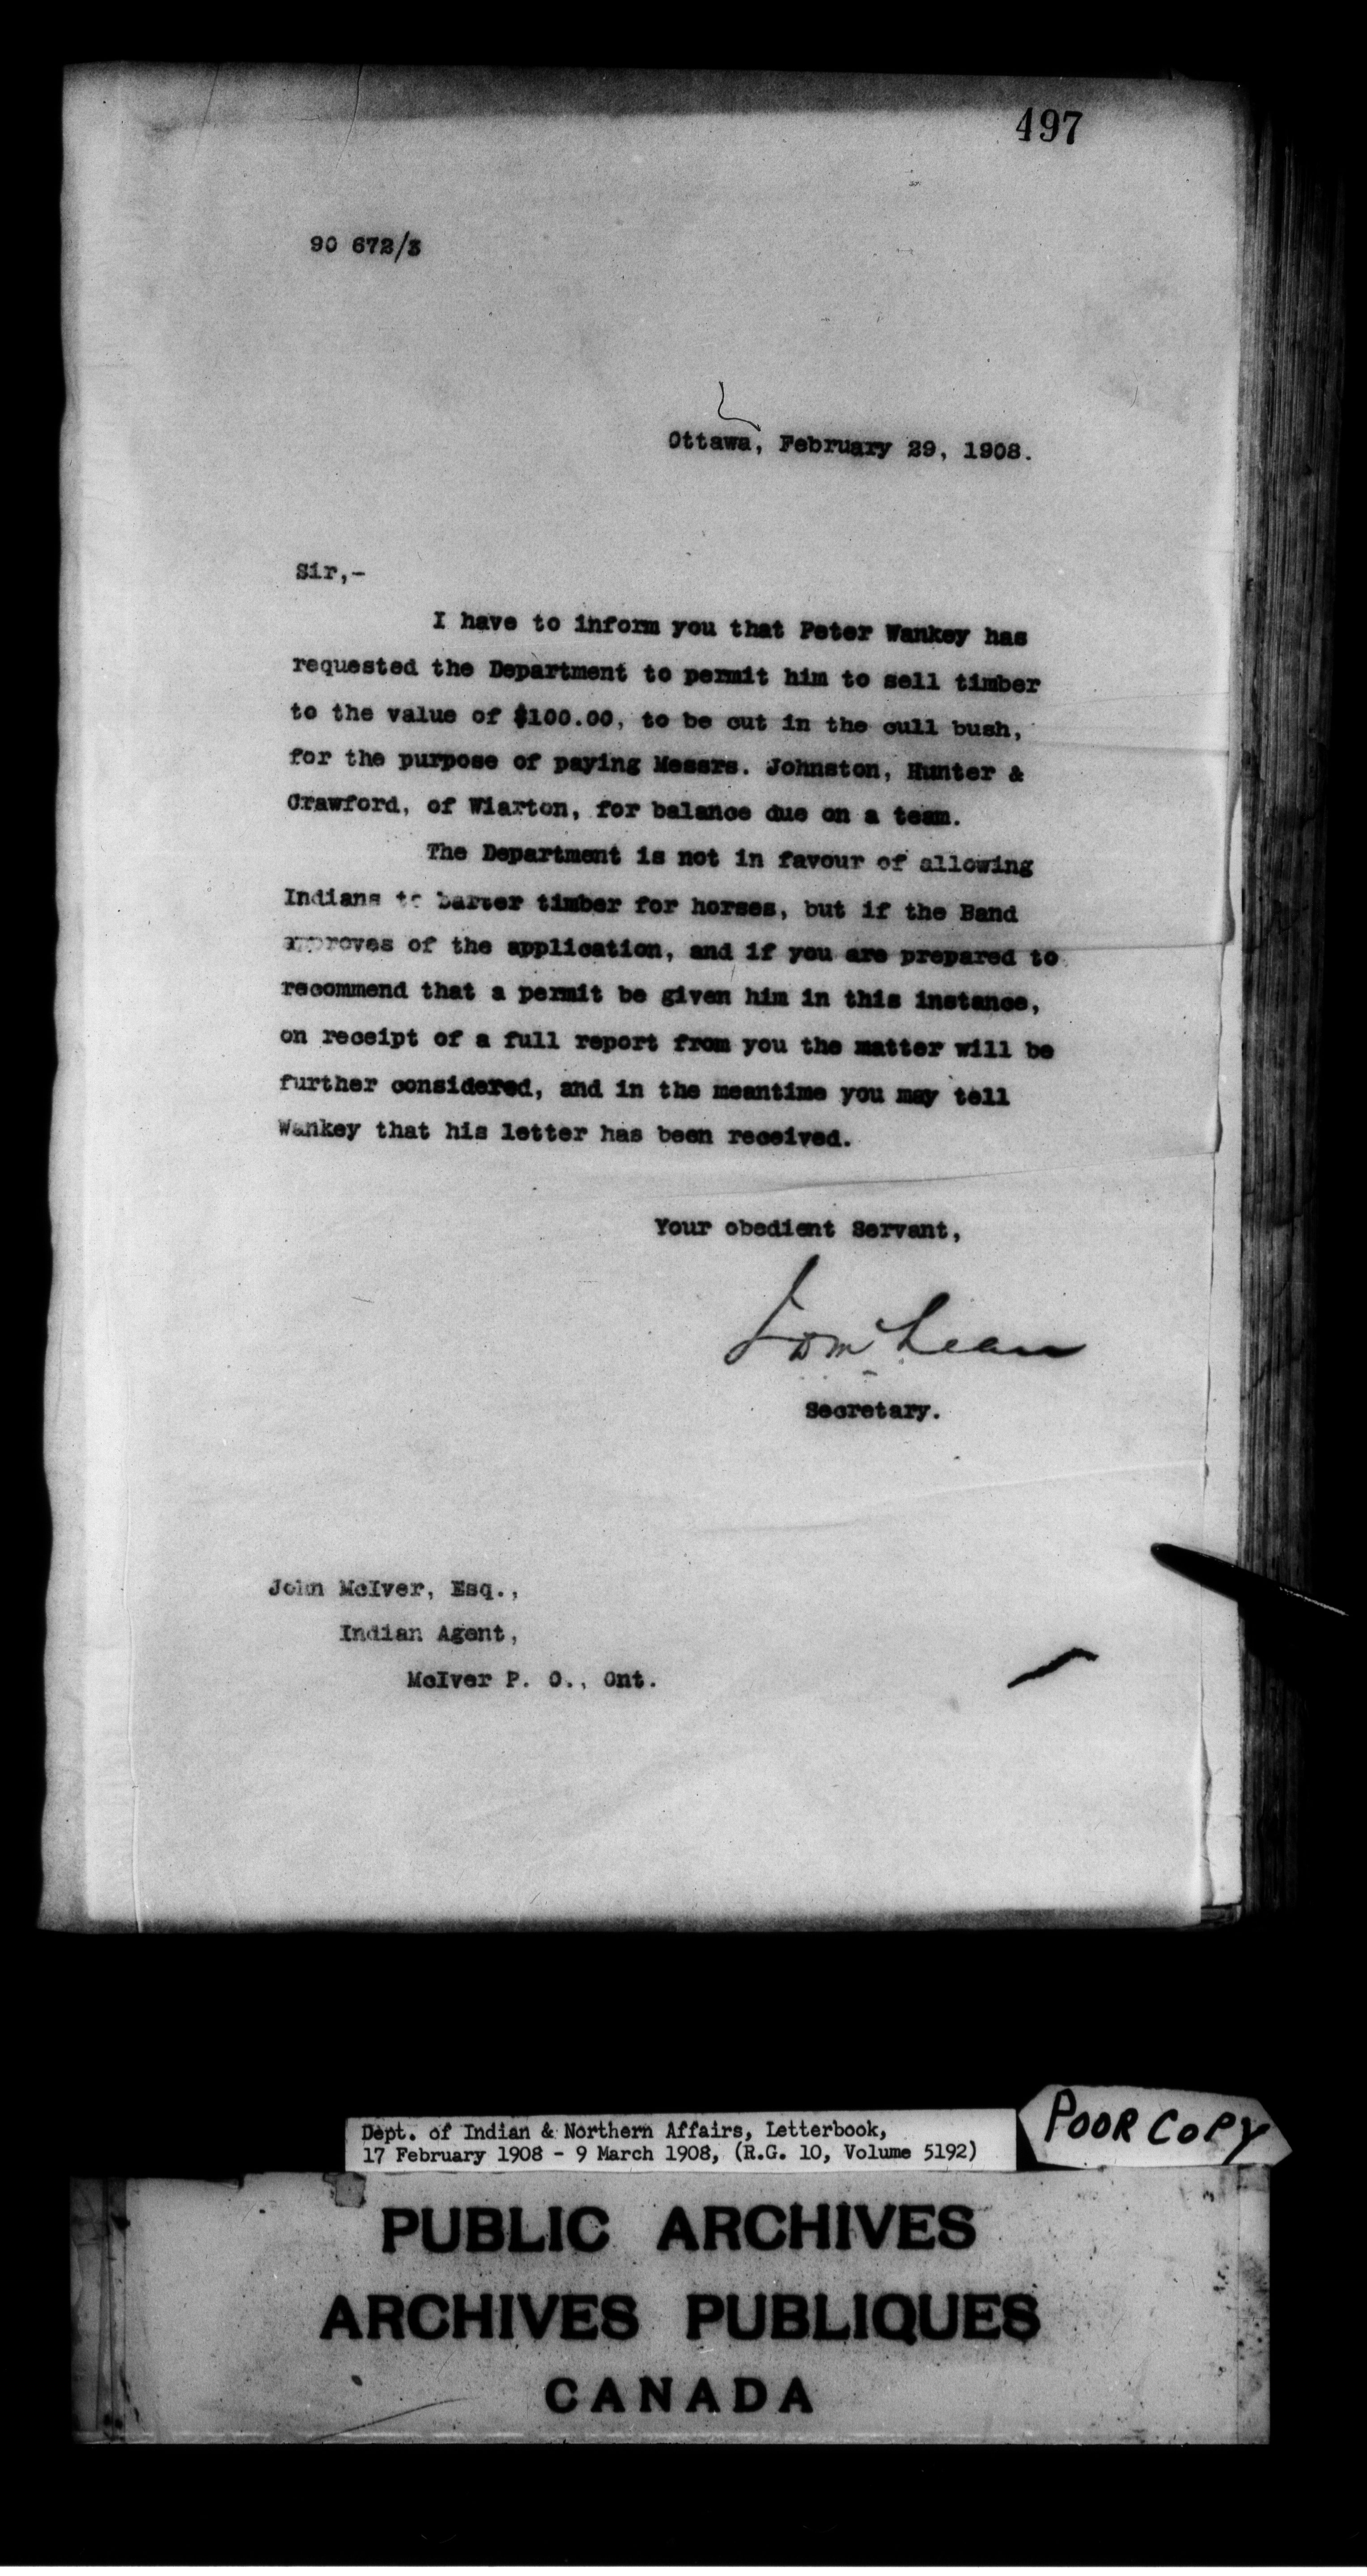 497
90 672/3
Ottawa, February 29, 1908.
Sir,-
I have to inform you that Peter Wankey has
requested the Department to permit him to sell timber
to the value of $100.00, to be cut in the cull bush,
for the purpose of paying Messrs. Johnston, Hunter &
Crawford, of Wiarton, for balance due on a team.
The Department is not in favour of allowing
Indians to barter timber for horses, but if the Band
approves of the application, and if you are prepared to
recommend that a permit be given him in this instance,
on receipt of a full report from you the matter will be
further considered, and in the meantime you may tell
Wankey that his letter has been received.
Your obedient Servant,
J D McLean
Secretary.
John McIver, Esq.,
Indian Agent,
McIver P. O., Ont.
Dept. of Indian & Northern Affairs, Letterbook,
17 February 1908 - 9 March 1908, (R.G. 10, Volume 5192)
POOR COPY
PUBLIC ARCHIVES
ARCHIVES PUBLIQUES
CANADA